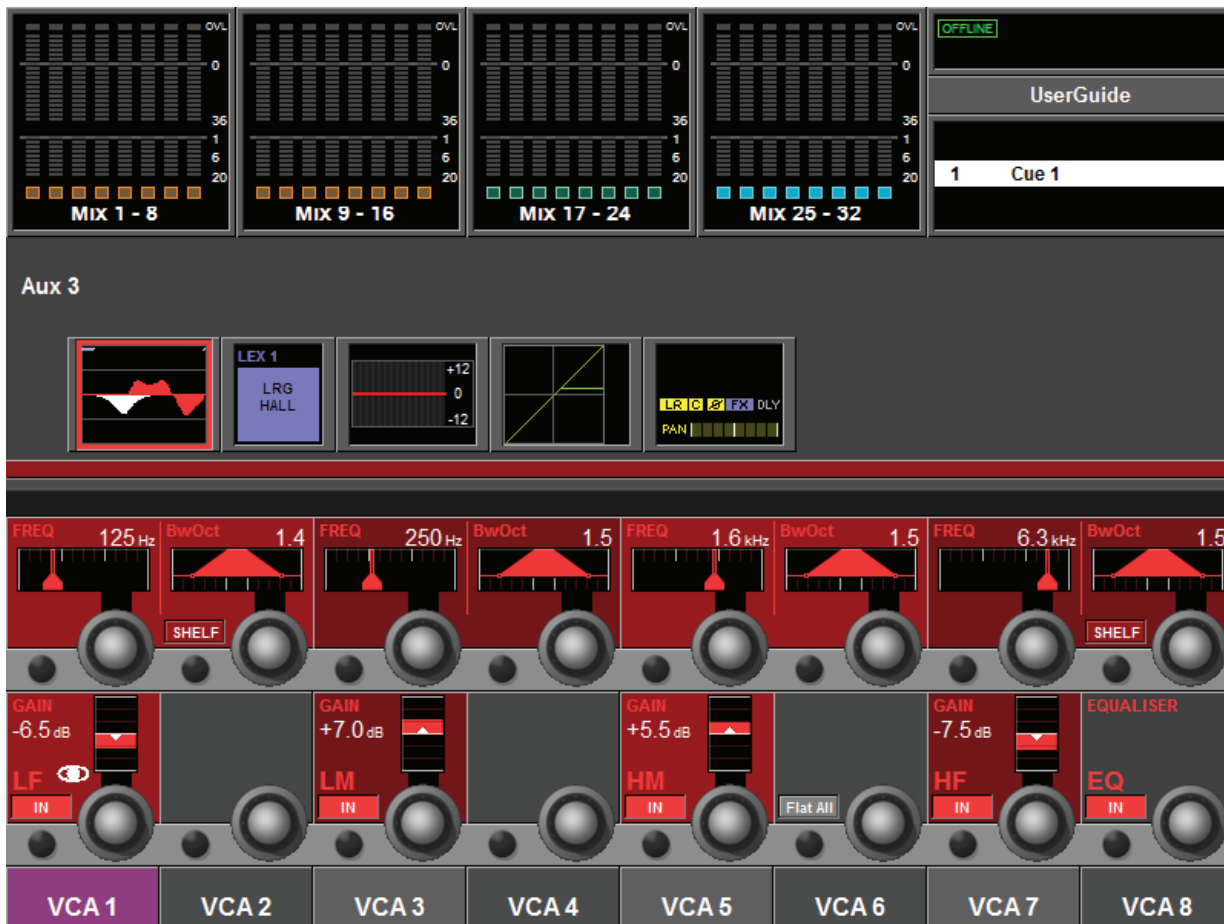 OVL OVL OVL OVL OFFLINE
0 0 0 0
UserGuide
36 36 36 36
1 1 1 1
6 6 6 6
20 20 20 20
1 Cue 1
Mix 1 - 8 Mix 9 - 16 Mix 17 - 24 Mix 25 - 32
Aux 3
LEX 1
LRG
HALL
+12
0
-12
LR C Ø FX DLY
PAN
FREQ 125 Hz BwOct 1.4 FREQ 250 Hz BwOct 1.5 FREQ 1.6 kHz BwOct 1.5 FREQ 6.3 kHz BwOct 1.5
SHELF SHELF
GAIN GAIN GAIN GAIN EQUALISER
-6.5 dB +7.0 dB +5.5 dB -7.5 dB
LF LM HM HF EQ
IN IN IN Flat All IN IN
VCA 1 VCA 2 VCA 3 VCA 4 VCA 5 VCA 6 VCA 7 VCA 8